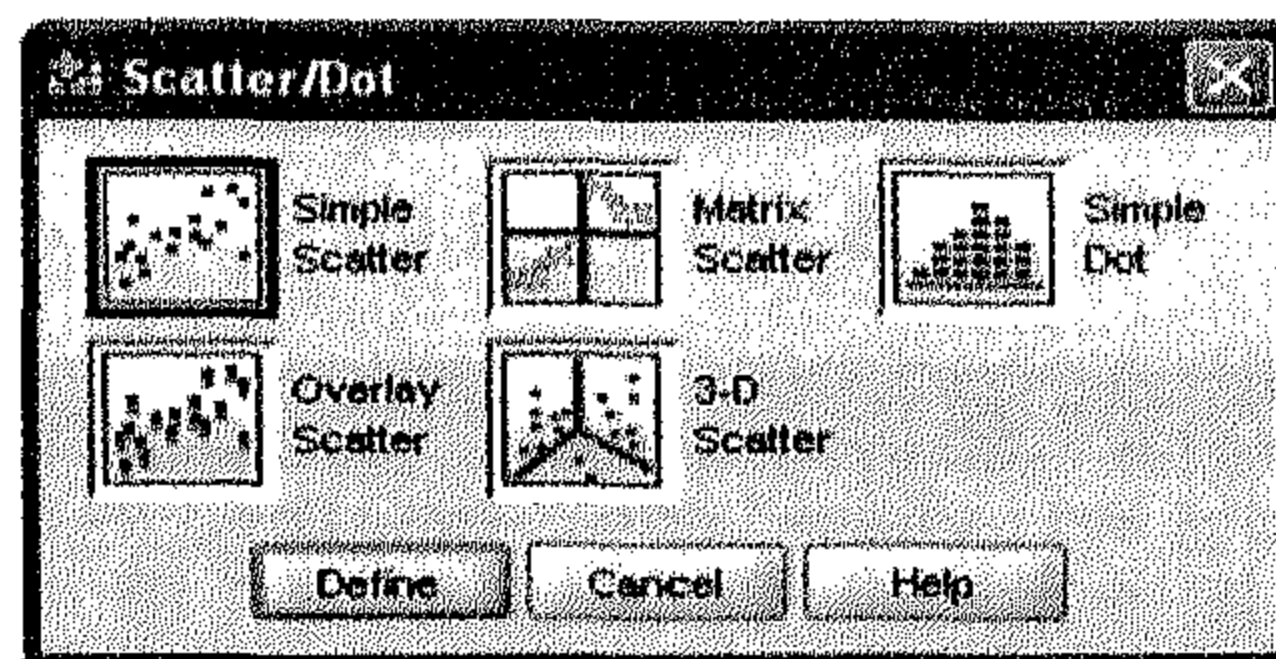 Scatter/Dot
Simple
Scatter
Matrix
Scatter
Simple
Dot
Overlay
Scatter
3-D
Scatter
Define
Cancel
Help